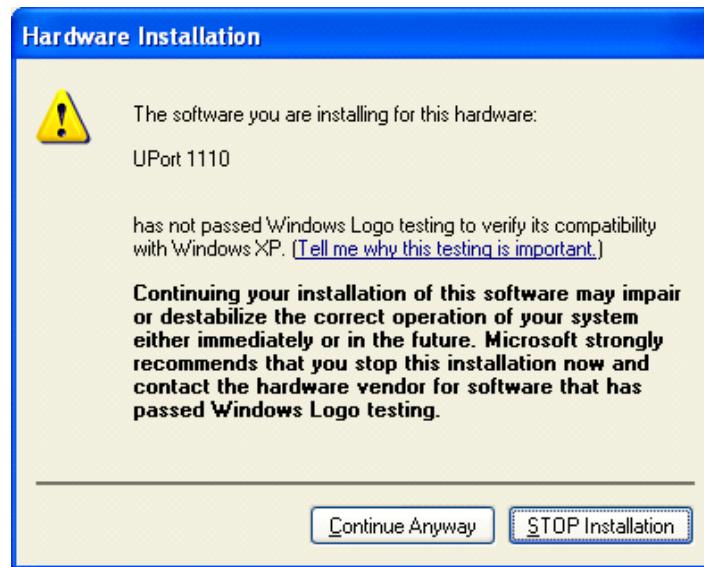 Hardware Installation
The software you are installing for this hardware:
UPort 1110
has not passed Windows Logo testing to verify its compatibility
with Windows XP. (Tell me why this testing is important.)
Continuing your installation of this software may impair
or destabilize the correct operation of your system
either immediately or in the future. Microsoft strongly
recommends that you stop this installation now and
contact the hardware vendor for software that has
passed Windows Logo testing.
Continue Anyway
STOP Installation